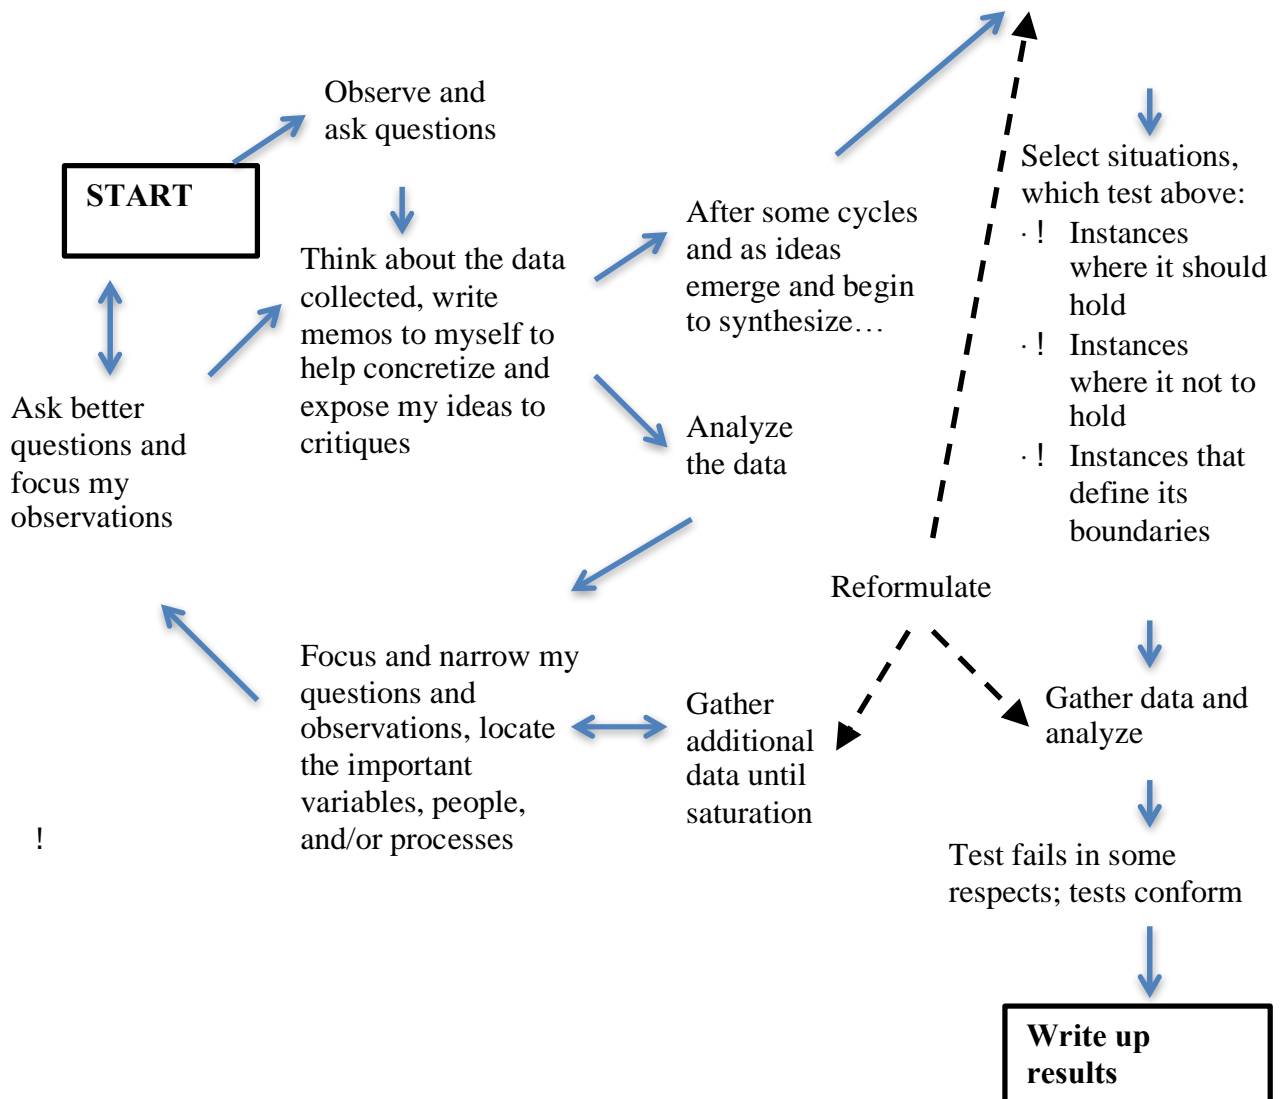 START
Observe and
ask questions
Think about the data
collected, write
memos to myself to
help concretize and
expose my ideas to
critiques
Ask better
questions and
focus my
observations
After some cycles
and as ideas
emerge and begin
to synthesize…
Analyze
the data
Focus and narrow my
questions and
observations, locate
the important
variables, people,
and/or processes
Gather
additional
data until
saturation
Reformulate
Select situations,
which test above:
·! Instances
where it should
hold
·! Instances
where it not to
hold
·! Instances that
define its
boundaries
Gather data and
analyze
Test fails in some
respects; tests conform
Write up
results
!